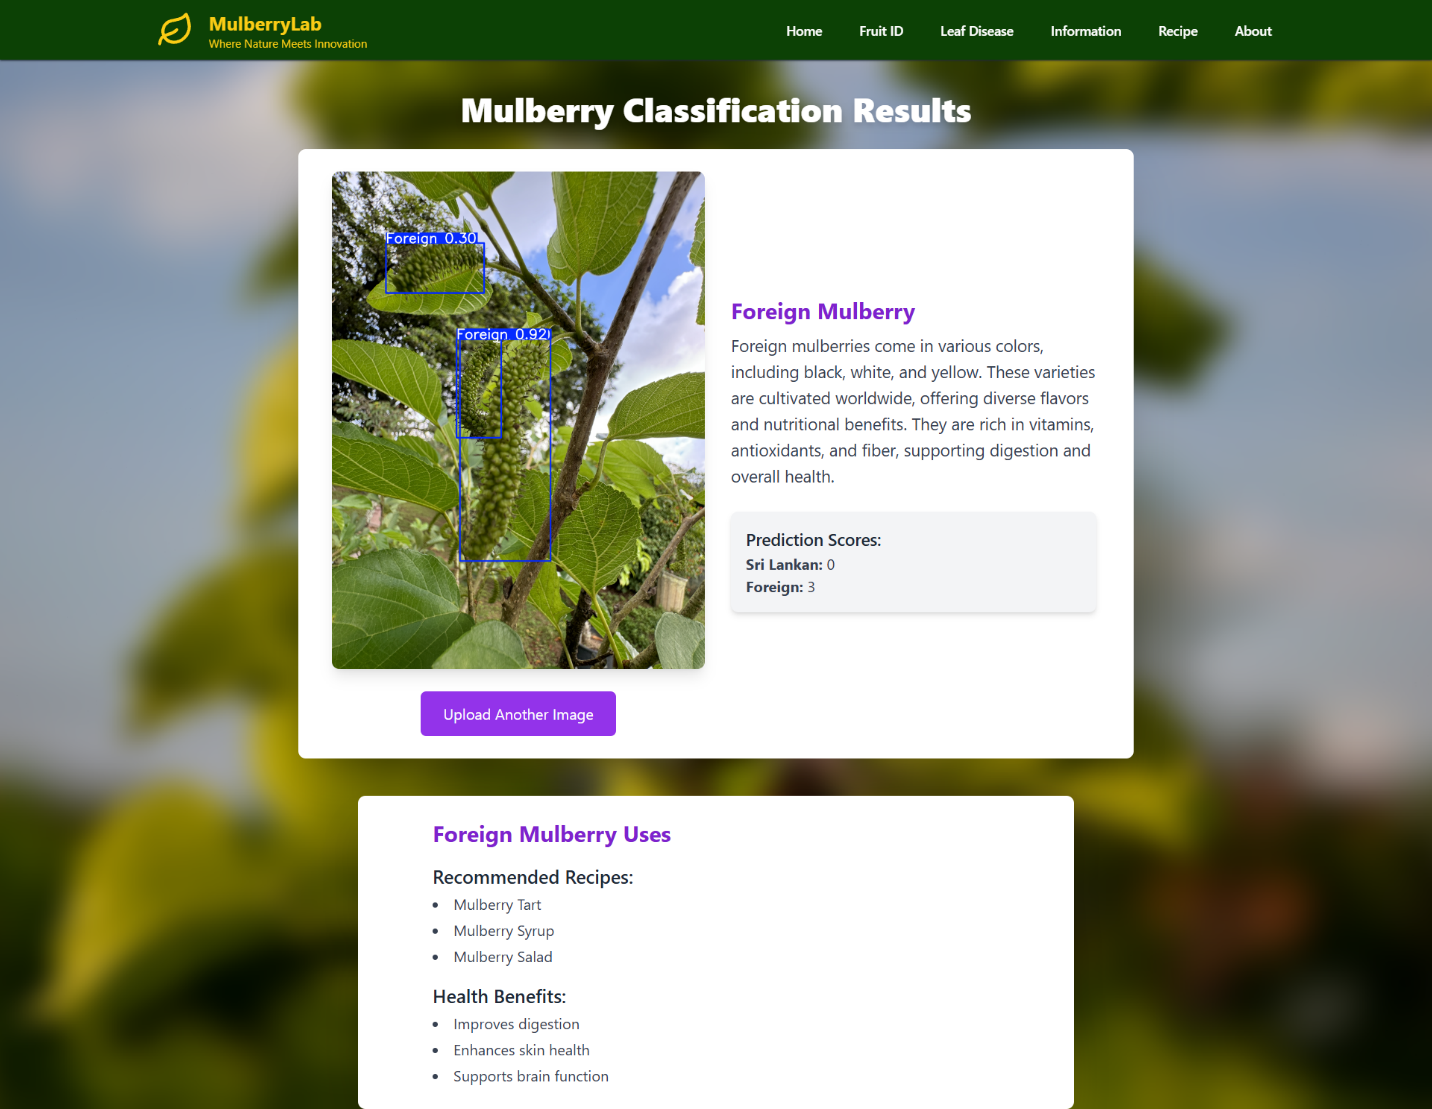 MulberryLab
Where Nature Meets Innovation
Home
Fruit ID
Leaf Disease
Information
Recipe
About
Mulberry Classification Results
Foreign 0.30
Foreign 0.92
Foreign Mulberry
Foreign mulberries come in various colors,
including black, white, and yellow. These varieties
are cultivated worldwide, offering diverse flavors
and nutritional benefits. They are rich in vitamins,
antioxidants, and fiber, supporting digestion and
overall health.
Prediction Scores:
Sri Lankan: 0
Foreign: 3
Upload Another Image
Foreign Mulberry Uses
Recommended Recipes:
• Mulberry Tart
• Mulberry Syrup
• Mulberry Salad
Health Benefits:
• Improves digestion
• Enhances skin health
• Supports brain function